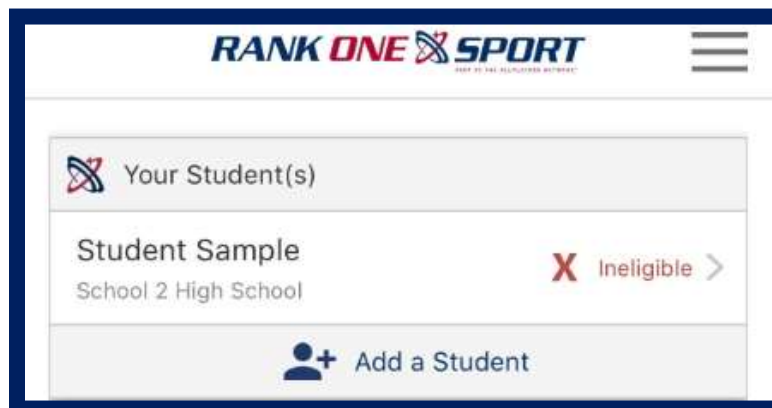 RANK ONE SPORT
Your Student(s)
Student Sample
School 2 High School
X Ineligible >
Add a Student